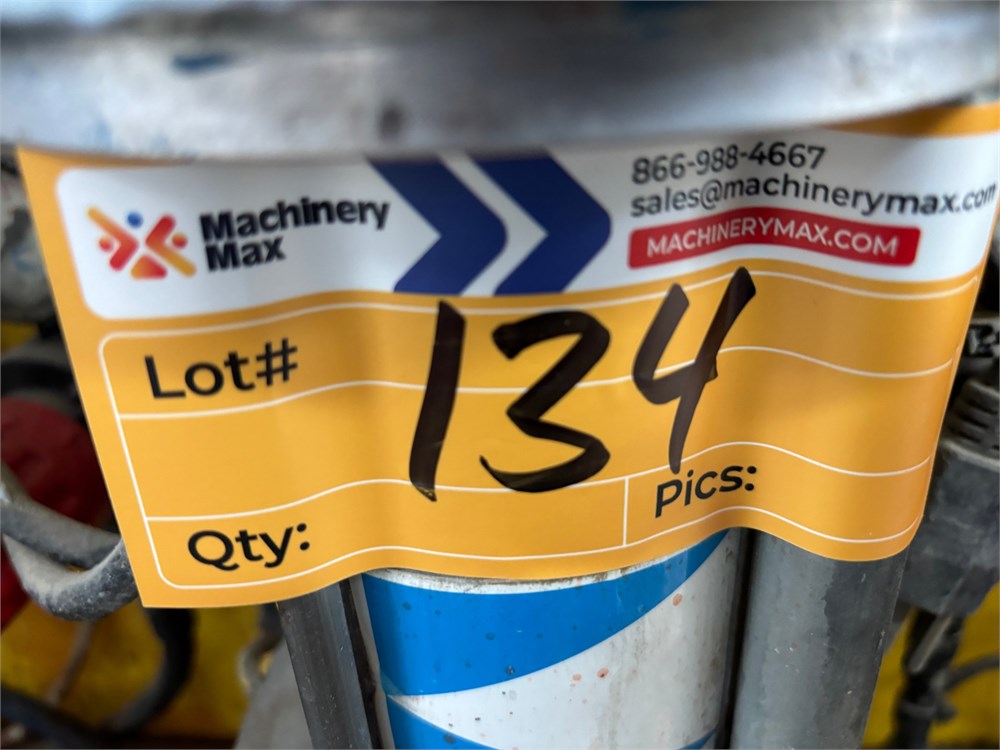 Machinery
Max
866-988-4667
sales@machinerymax.com
MACHINERYMAX.COM
Lot# 134
Qty:
Pics: